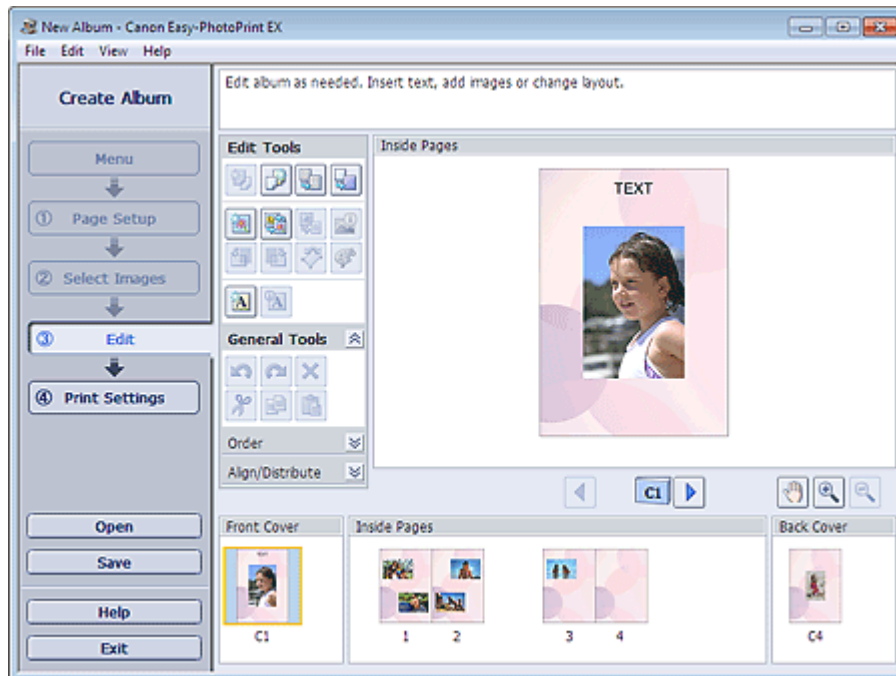 New Album - Canon Easy-PhotoPrint EX
File Edit View Help
Create Album
Menu
① Page Setup
② Select Images
③ Edit
④ Print Settings
Open
Save
Help
Exit
Edit album as needed. Insert text, add images or change layout.
Edit Tools
A
A
General Tools
Order
Align/Distribute
Inside Pages
TEXT
C1
Front Cover
C1
Inside Pages
1 2 3 4
Back Cover
C4